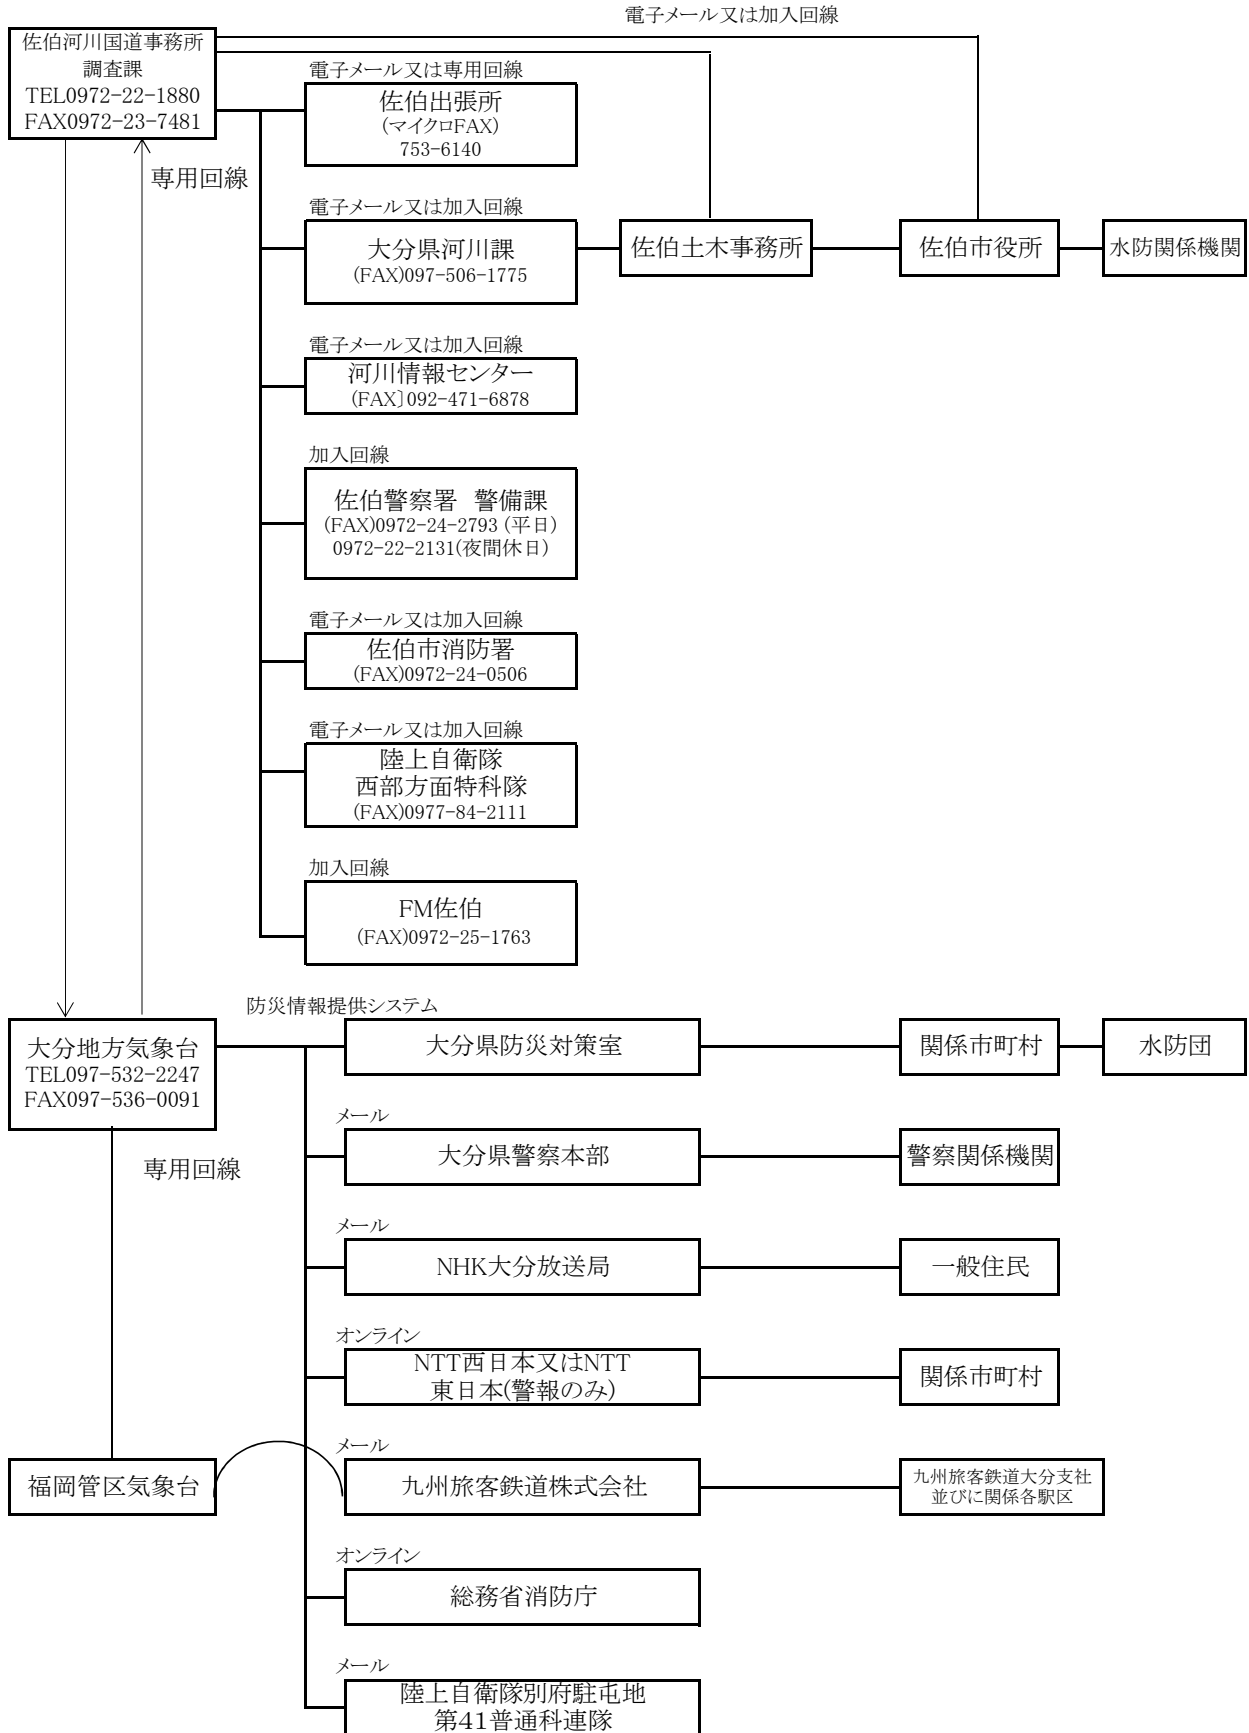 電子メール又は加入回線
佐伯河川国道事務所
調査課
TEL0972-22-1880
FAX0972-23-7481
電子メール又は専用回線
佐伯出張所
(マイクロFAX)
753-6140
専用回線
電子メール又は加入回線
大分県河川課
(FAX)097-506-1775
佐伯土木事務所
佐伯市役所
水防関係機関
電子メール又は加入回線
河川情報センター
(FAX〕092-471-6878
加入回線
佐伯警察署 警備課
(FAX)0972-24-2793 (平日)
0972-22-2131(夜間休日)
電子メール又は加入回線
佐伯市消防署
(FAX)0972-24-0506
電子メール又は加入回線
陸上自衛隊
西部方面特科隊
(FAX)0977-84-2111
加入回線
FM佐伯
(FAX)0972-25-1763
防災情報提供システム
大分地方気象台
TEL097-532-2247
FAX097-536-0091
大分県防災対策室
関係市町村
水防団
専用回線
メール
大分県警察本部
警察関係機関
メール
NHK大分放送局
一般住民
オンライン
NTT西日本又はNTT
東日本(警報のみ)
関係市町村
福岡管区気象台
メール
九州旅客鉄道株式会社
九州旅客鉄道大分支社
並びに関係各駅区
オンライン
総務省消防庁
メール
陸上自衛隊別府駐屯地
第41普通科連隊